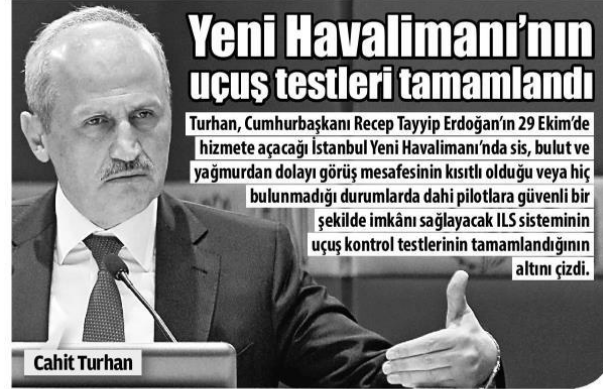 Yeni Havalimanı'nın
uçuş testleri tamamlandı
Turhan, Cumhurbaşkanı Recep Tayyip Erdoğan'ın 29 Ekim'de
hizmete açacağı İstanbul Yeni Havalimanı'nda sis, bulut ve
yağmurdan dolayı görüş mesafesinin kısıtlı olduğu veya hiç
bulunmadığı durumlarda dahi pilotlara güvenli bir
şekilde imkânı sağlayacak ILS sisteminin
uçuş kontrol testlerinin tamamlandığının
altını çizdi.
Cahit Turhan